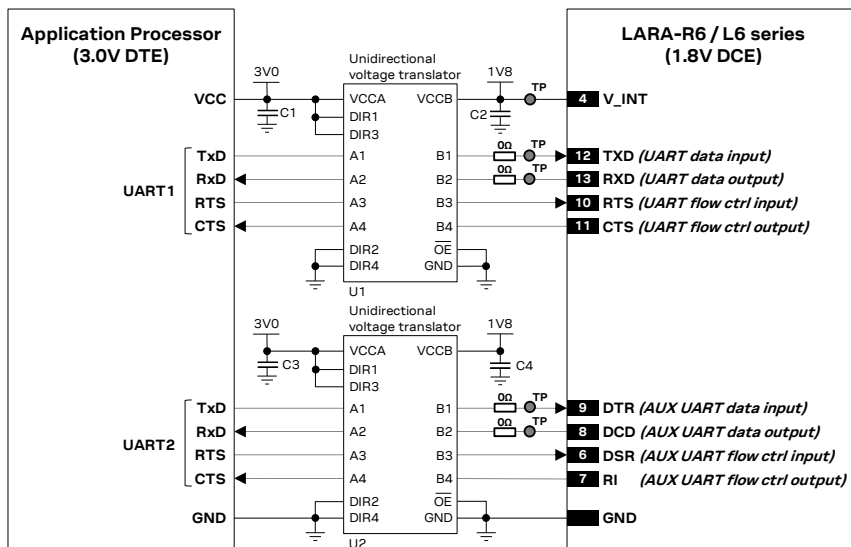 Application Processor
(3.0V DTE)
LARA-R6 / L6 series
(1.8V DCE)
Unidirectional
voltage translator
3V0
1V8
TP
VCC
C1
VCCA
VCCB
C2
4 V_INT
DIR1
DIR3
UART1
TxD
A1
B1
0Ω
TP
12 TXD (UART data input)
RxD
A2
B2
0Ω
TP
13 RXD (UART data output)
RTS
A3
B3
10 RTS (UART flow ctrl input)
CTS
A4
B4
11 CTS (UART flow ctrl output)
DIR2
OE
DIR4
GND
U1
Unidirectional
voltage translator
3V0
1V8
C3
VCCA
VCCB
C4
DIR1
DIR3
UART2
TxD
A1
B1
0Ω
TP
9 DTR (AUX UART data input)
RxD
A2
B2
0Ω
TP
8 DCD (AUX UART data output)
RTS
A3
B3
6 DSR (AUX UART flow ctrl input)
CTS
A4
B4
7 RI (AUX UART flow ctrl output)
DIR2
OE
GND
DIR4
GND
GND
U2